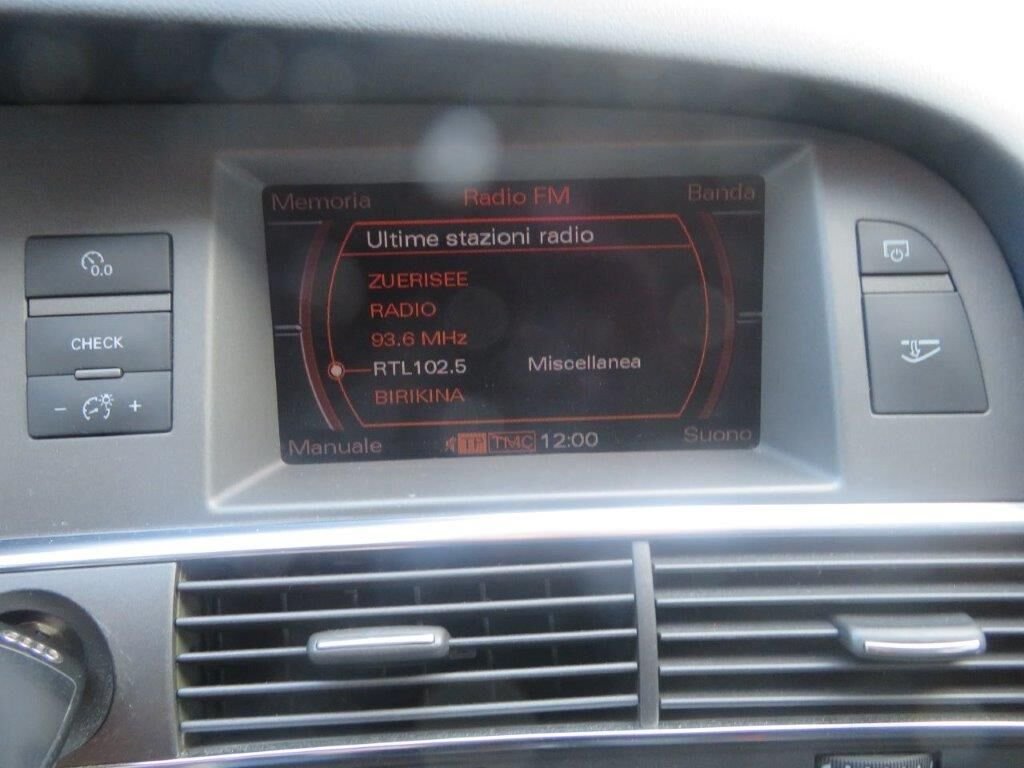 Memoria Radio FM Banda
Ultime stazioni radio
ZUERISEE
RADIO
93.6 MHz
RTL102.5 Miscellanea
BIRIKINA
Manuale TP TMC 12:00 Suono
0.0
CHECK
- +